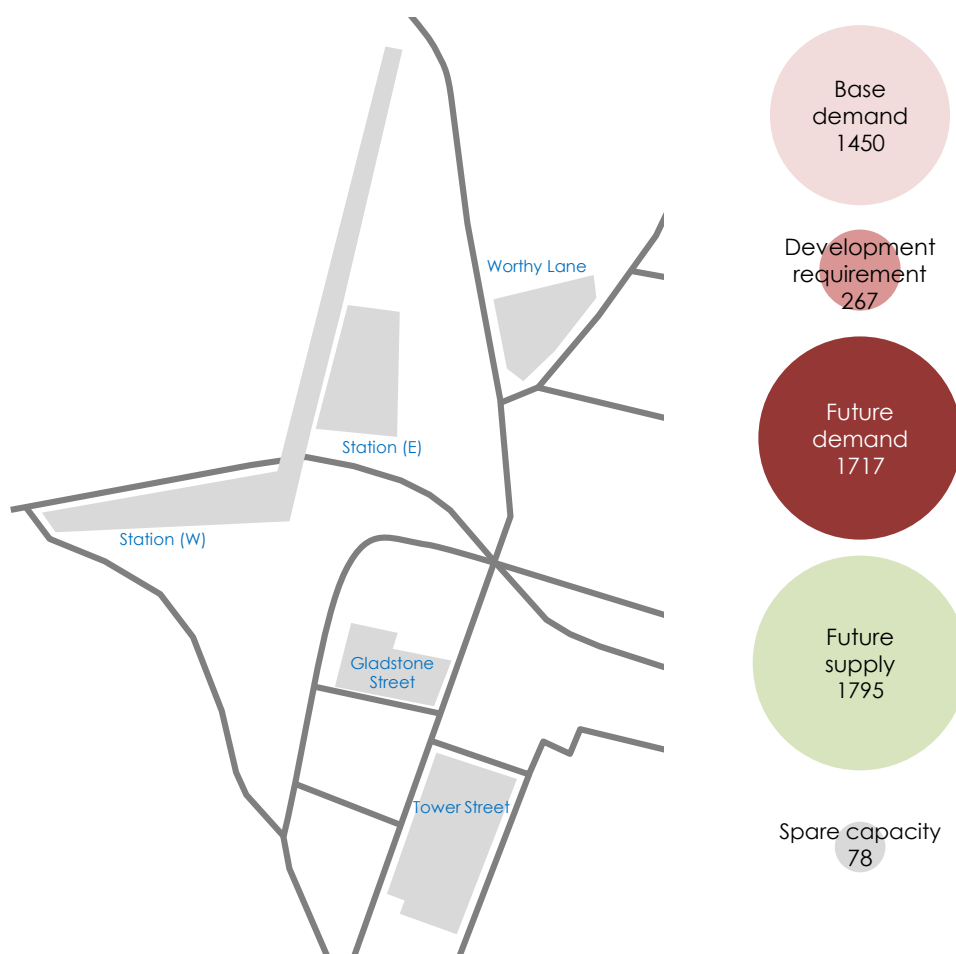 Worthy Lane
Station (E)
Station (W)
Gladstone
Street
Tower Street
Base
demand
1450
Development
requirement
267
Future
demand
1717
Future
supply
1795
Spare capacity
78